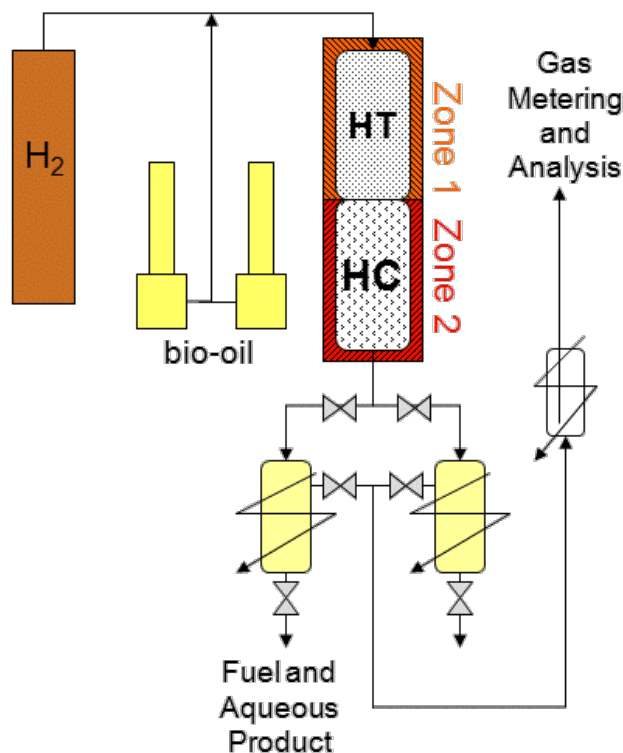 H₂
bio-oil
HT
HC
Zone 1
Zone 2
Gas
Metering
and
Analysis
Fuel and
Aqueous
Product